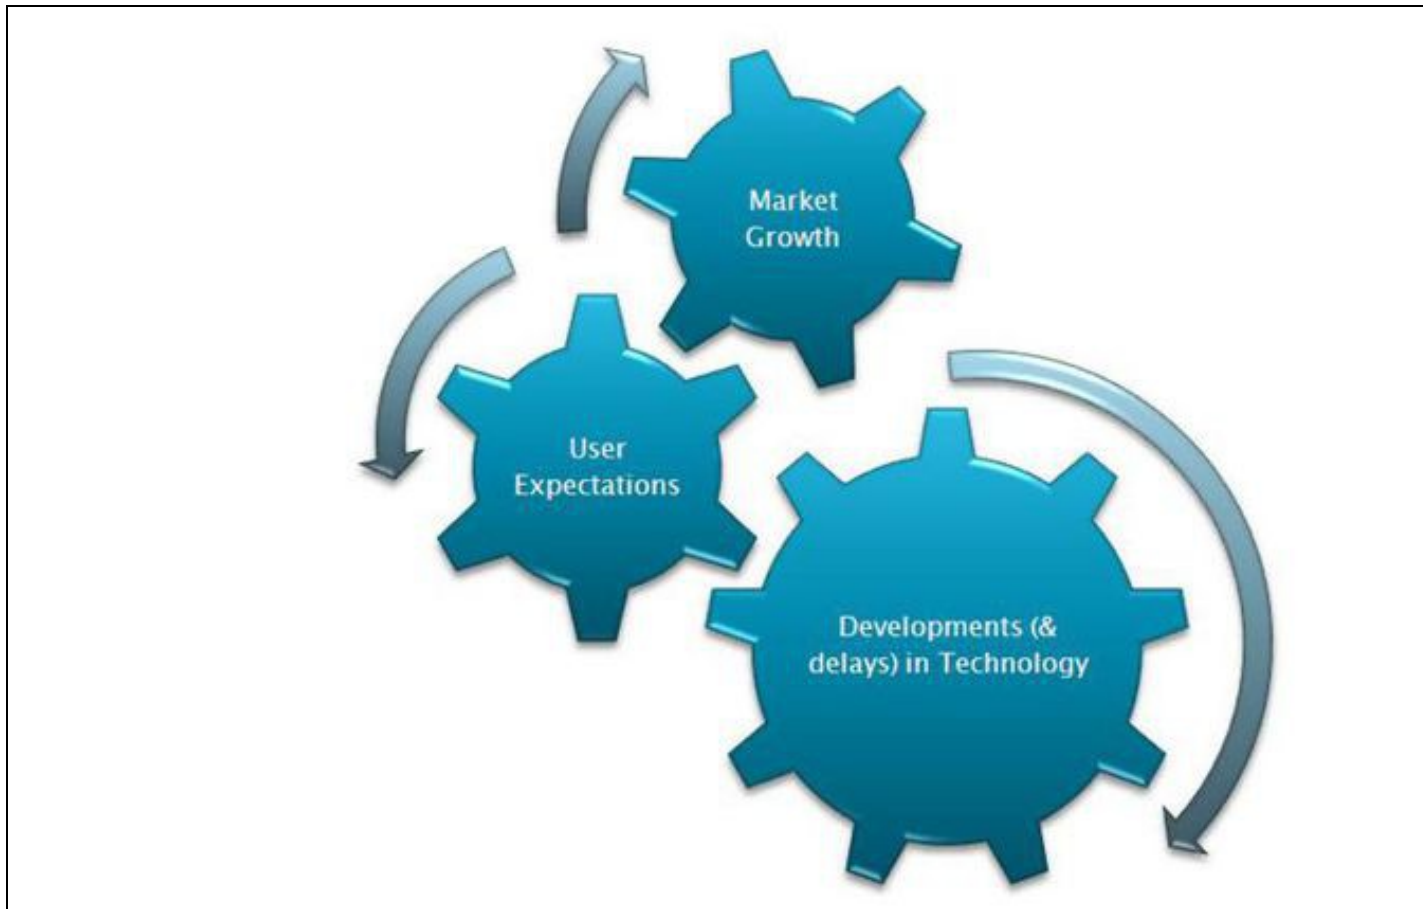 Market
Growth
User
Expectations
Developments (&
delays) in Technology